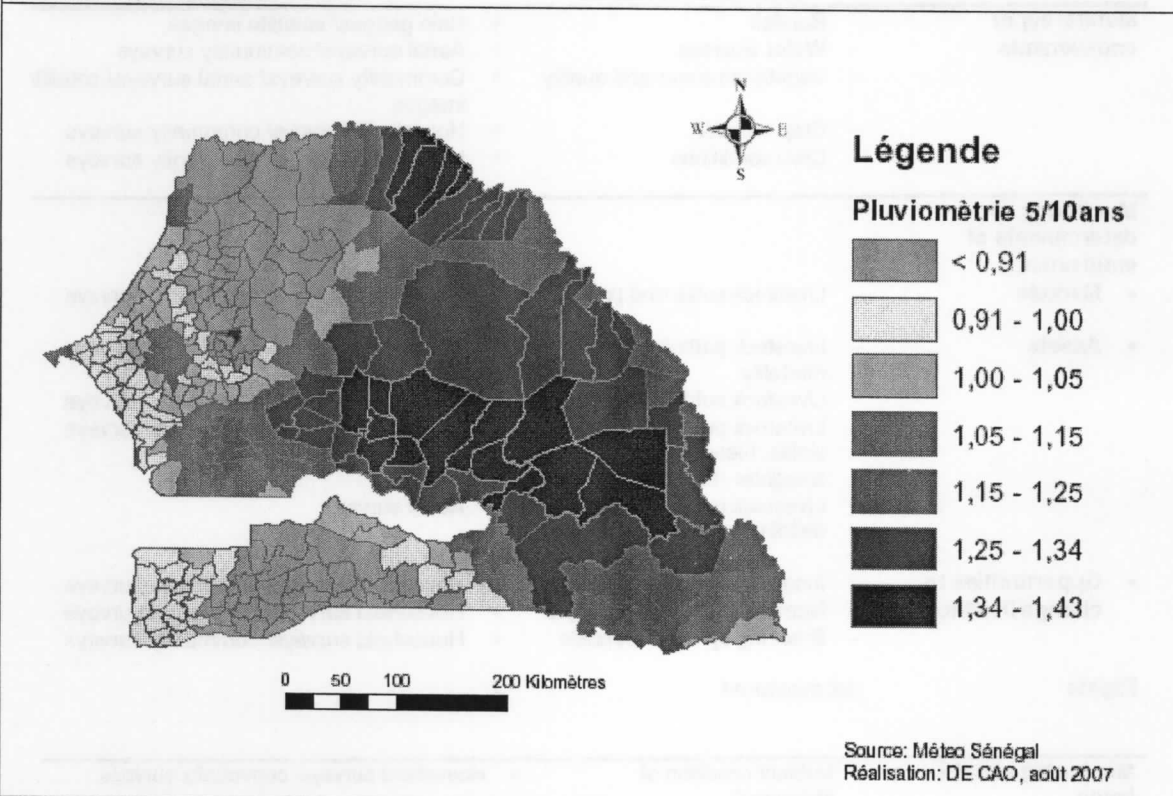 N
W E
S
Légende
Pluviomètrie 5/10ans
< 0,91
0,91 - 1,00
1,00 - 1,05
1,05 - 1,15
1,15 - 1,25
1,25 - 1,34
1,34 - 1,43
0 50 100 200 Kilomètres
Source: Méteo Sénégal
Réalisation: DE CAO, août 2007